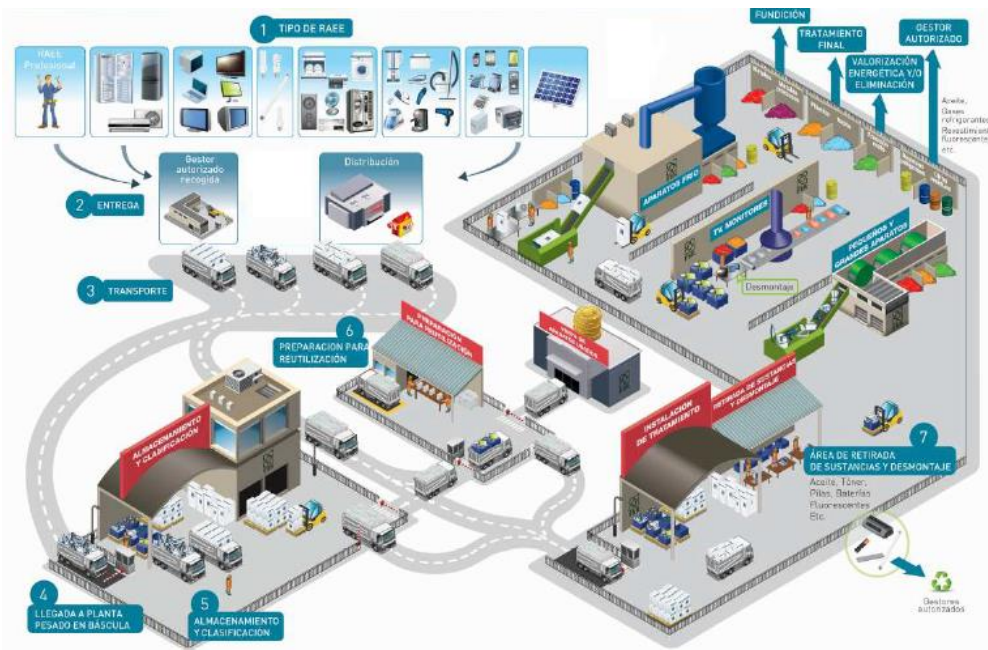 1 TIPO DE RAEE
RAEE
Profesional
Gestor
autorizado
recogida
Distribución
2 ENTREGA
3 TRANSPORTE
FUNDICIÓN
TRATAMIENTO
FINAL
VALORIZACIÓN
ENERGÉTICA Y/O
ELIMINACIÓN
GESTOR
AUTORIZADO
Aceite,
Gases
refrigerantes
fluorescentes
etc.
APARATOS FRÍO
TV MONITORES
PEQUEÑOS Y
GRANDES APARATOS
Desmontaje
6
PREPARACION PARA
REUTILIZACIÓN
PREPARACIÓN
PARA REUTILIZACIÓN
ALMACENAMIENTO
Y CLASIFICACIÓN
INSTALACIÓN
DE TRATAMIENTO
RETIRADA DE SUSTANCIAS
Y DESMONTAJE
7
ÁREA DE RETIRADA
DE SUSTANCIAS Y DESMONTAJE
Aceite, Tóner,
Pilas, Baterías
Fluorescentes
Etc.
Gestores
autorizados
4
LLEGADA A PLANTA
PESADO EN BÁSCULA
5
ALMACENAMIENTO
Y CLASIFICACIÓN